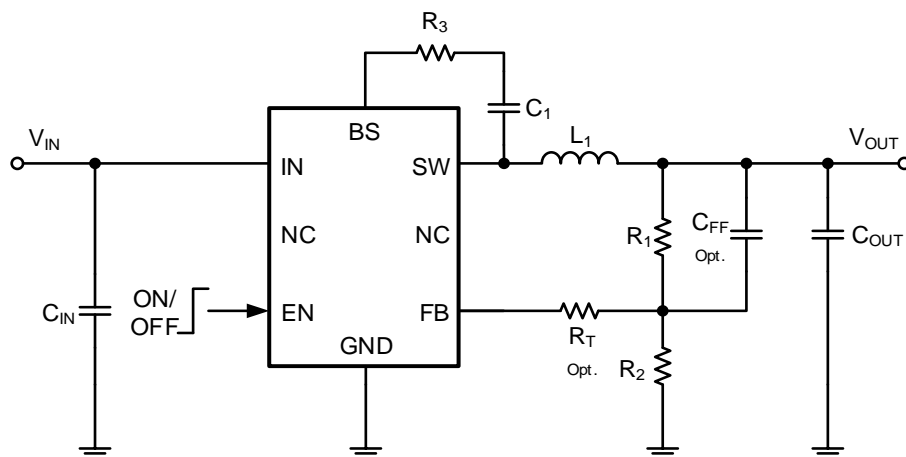 R3
C1
VIN
BS
L1
VOUT
IN
SW
NC
NC
R1
CFF
Opt.
COUT
CIN
ON/
OFF
EN
FB
GND
RT
Opt.
R2